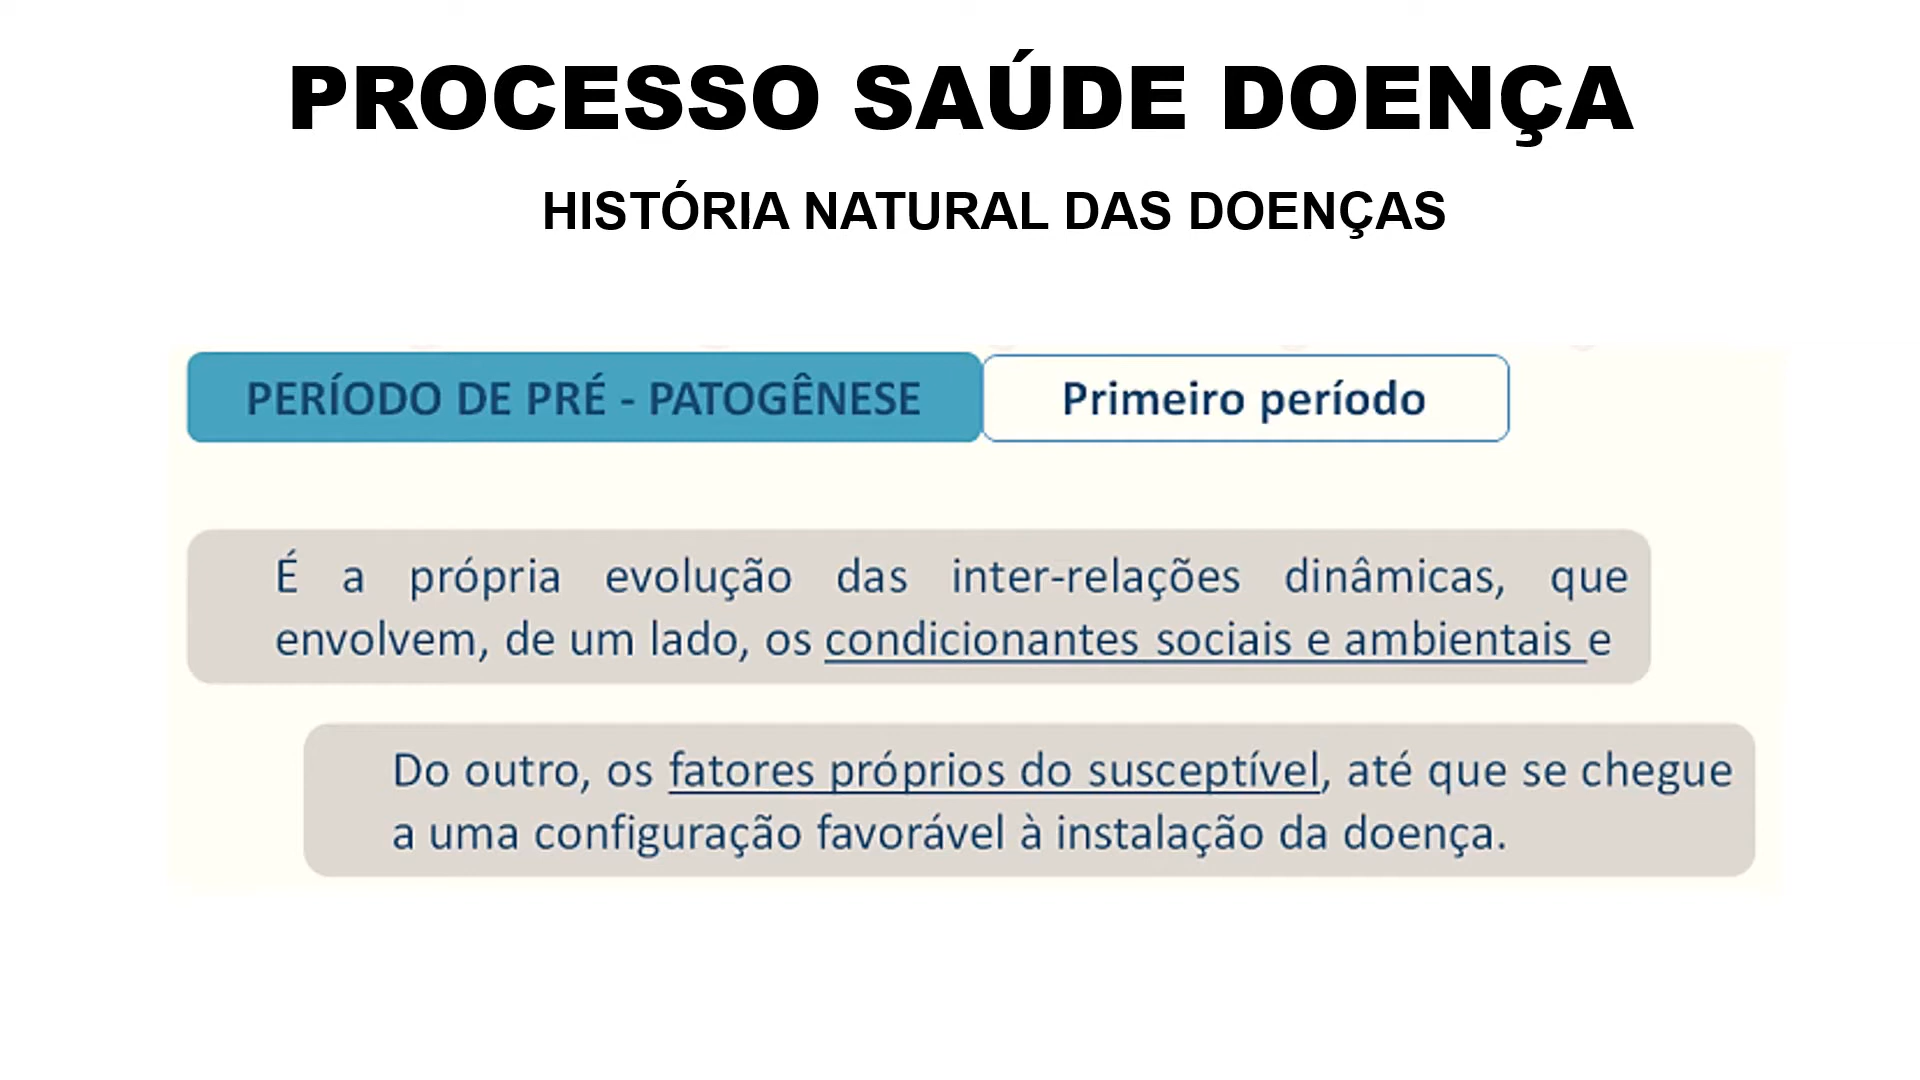 PROCESSO SAÚDE DOENÇA
HISTÓRIA NATURAL DAS DOENÇAS
PERÍODO DE PRÉ - PATOGÊNESE
Primeiro período
É a própria evolução das inter-relações dinâmicas, que
envolvem, de um lado, os condicionantes sociais e ambientais e
Do outro, os fatores próprios do susceptível, até que se chegue
a uma configuração favorável à instalação da doença.